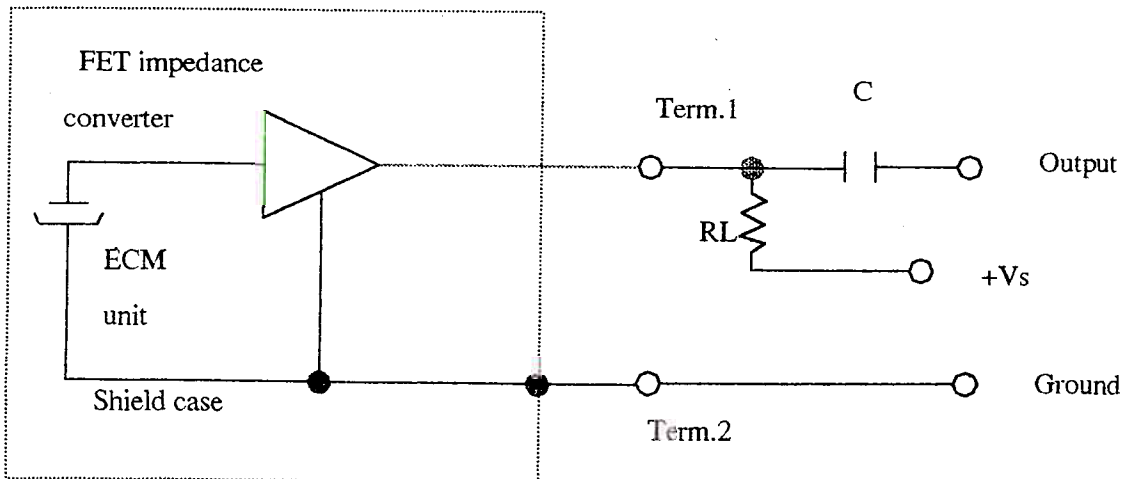 FET impedance
converter
Term.1
C
Output
RL
+Vs
ECM
unit
Shield case
Ground
Term.2